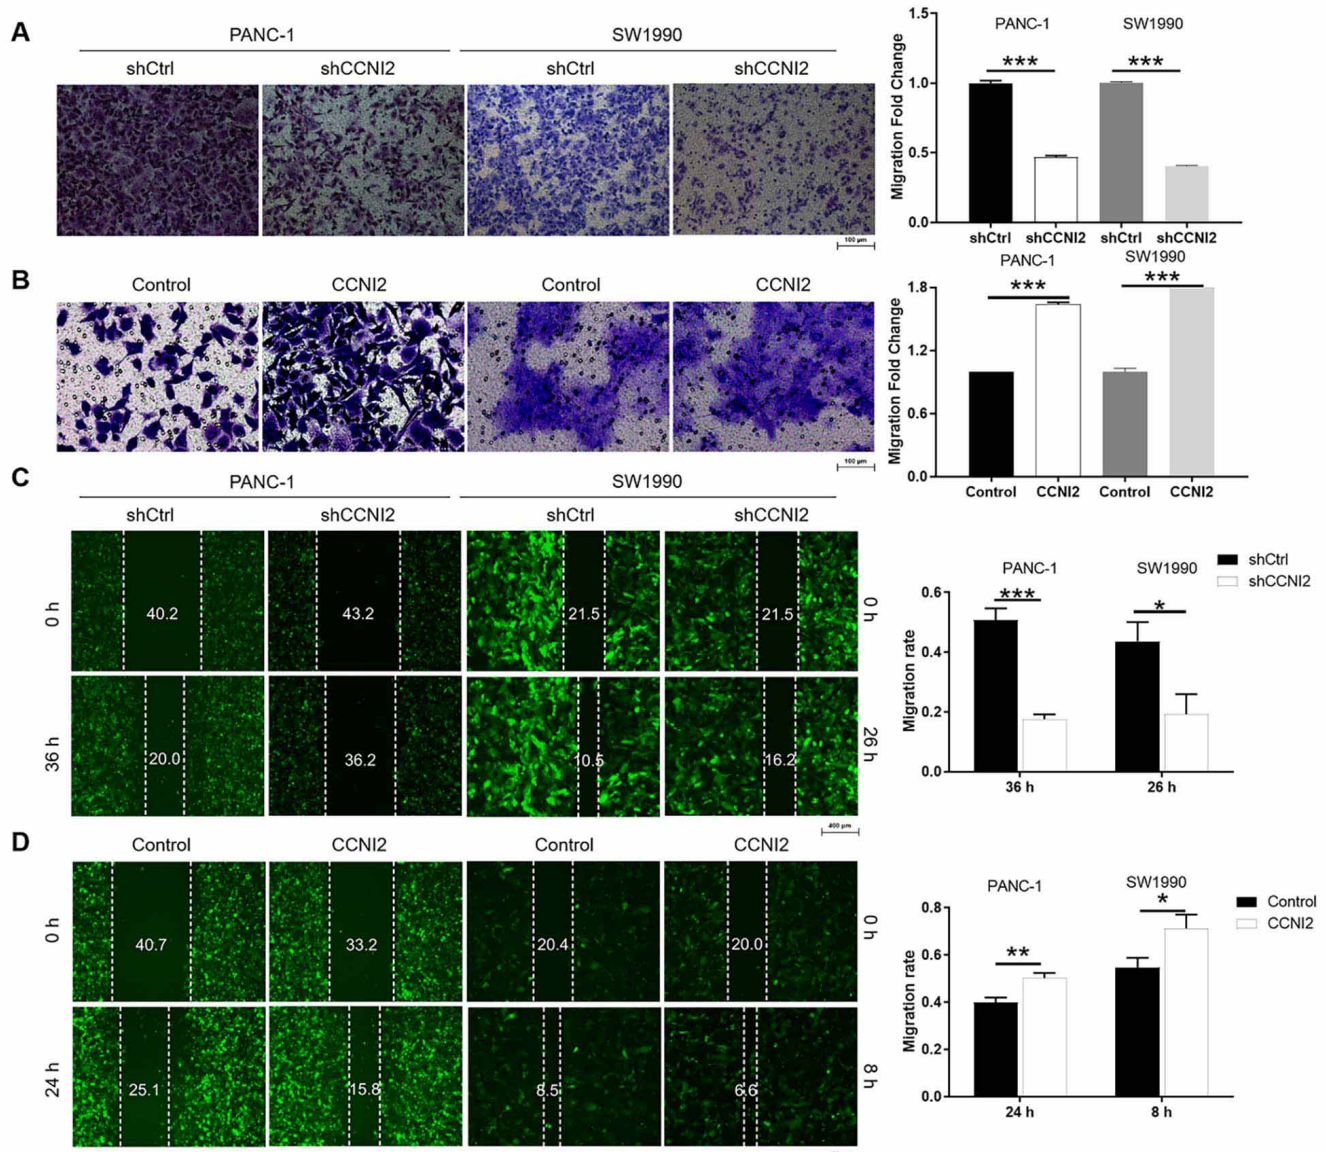 A
PANC-1
SW1990
shCtrl
shCCNI2
shCtrl
shCCNI2
100 μm
Migration Fold Change
1.5
1.0
0.5
0.0
PANC-1
SW1990
***
***
shCtrl
shCCNI2
shCtrl
shCCNI2
B
Control
CCNI2
Control
CCNI2
100 μm
Migration Fold Change
1.8
1.2
0.6
0.0
PANC-1
SW1990
***
***
Control
CCNI2
Control
CCNI2
C
PANC-1
SW1990
shCtrl
shCCNI2
shCtrl
shCCNI2
0 h
40.2
43.2
21.5
21.5
0 h
36 h
20.0
36.2
10.5
16.2
26 h
400 μm
Migration rate
0.6
0.4
0.2
0.0
PANC-1
SW1990
***
*
36 h
26 h
shCtrl
shCCNI2
D
Control
CCNI2
Control
CCNI2
0 h
40.7
33.2
20.4
20.0
0 h
24 h
25.1
15.8
8.5
6.6
8 h
Migration rate
0.8
0.6
0.4
0.2
0.0
PANC-1
SW1990
**
*
24 h
8 h
Control
CCNI2